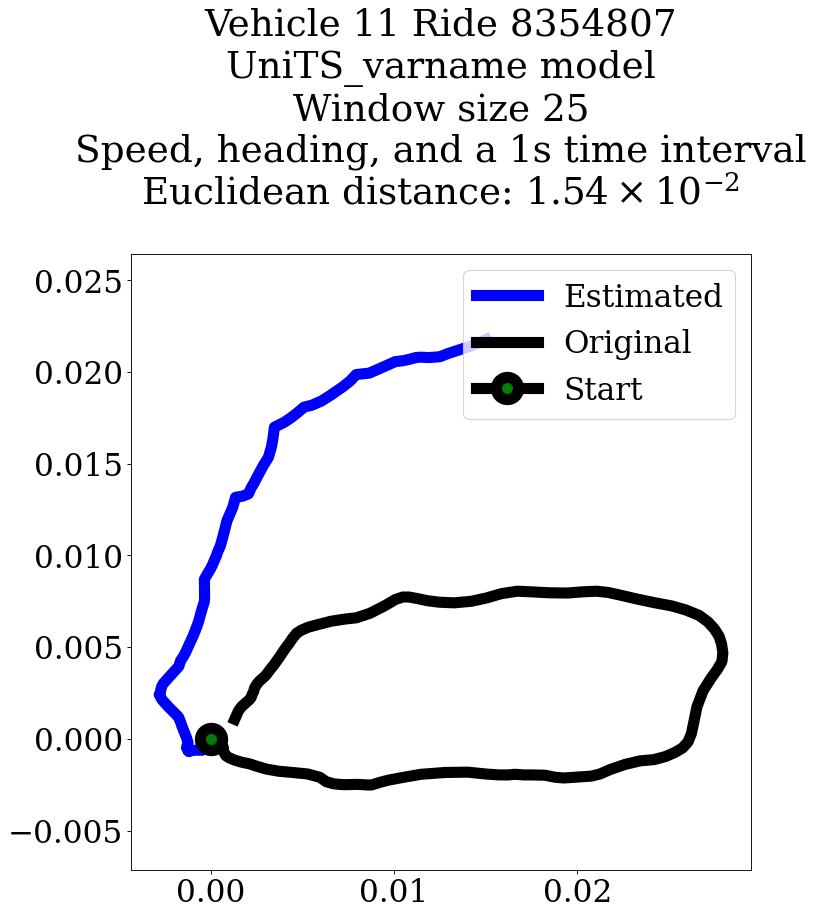 Vehicle 11 Ride 8354807
UniTS_varname model
Window size 25
Speed, heading, and a 1s time interval
Euclidean distance: 1.54 × 10⁻²
Estimated
Original
Start
0.025
0.020
0.015
0.010
0.005
0.000
−0.005
0.00 0.01 0.02